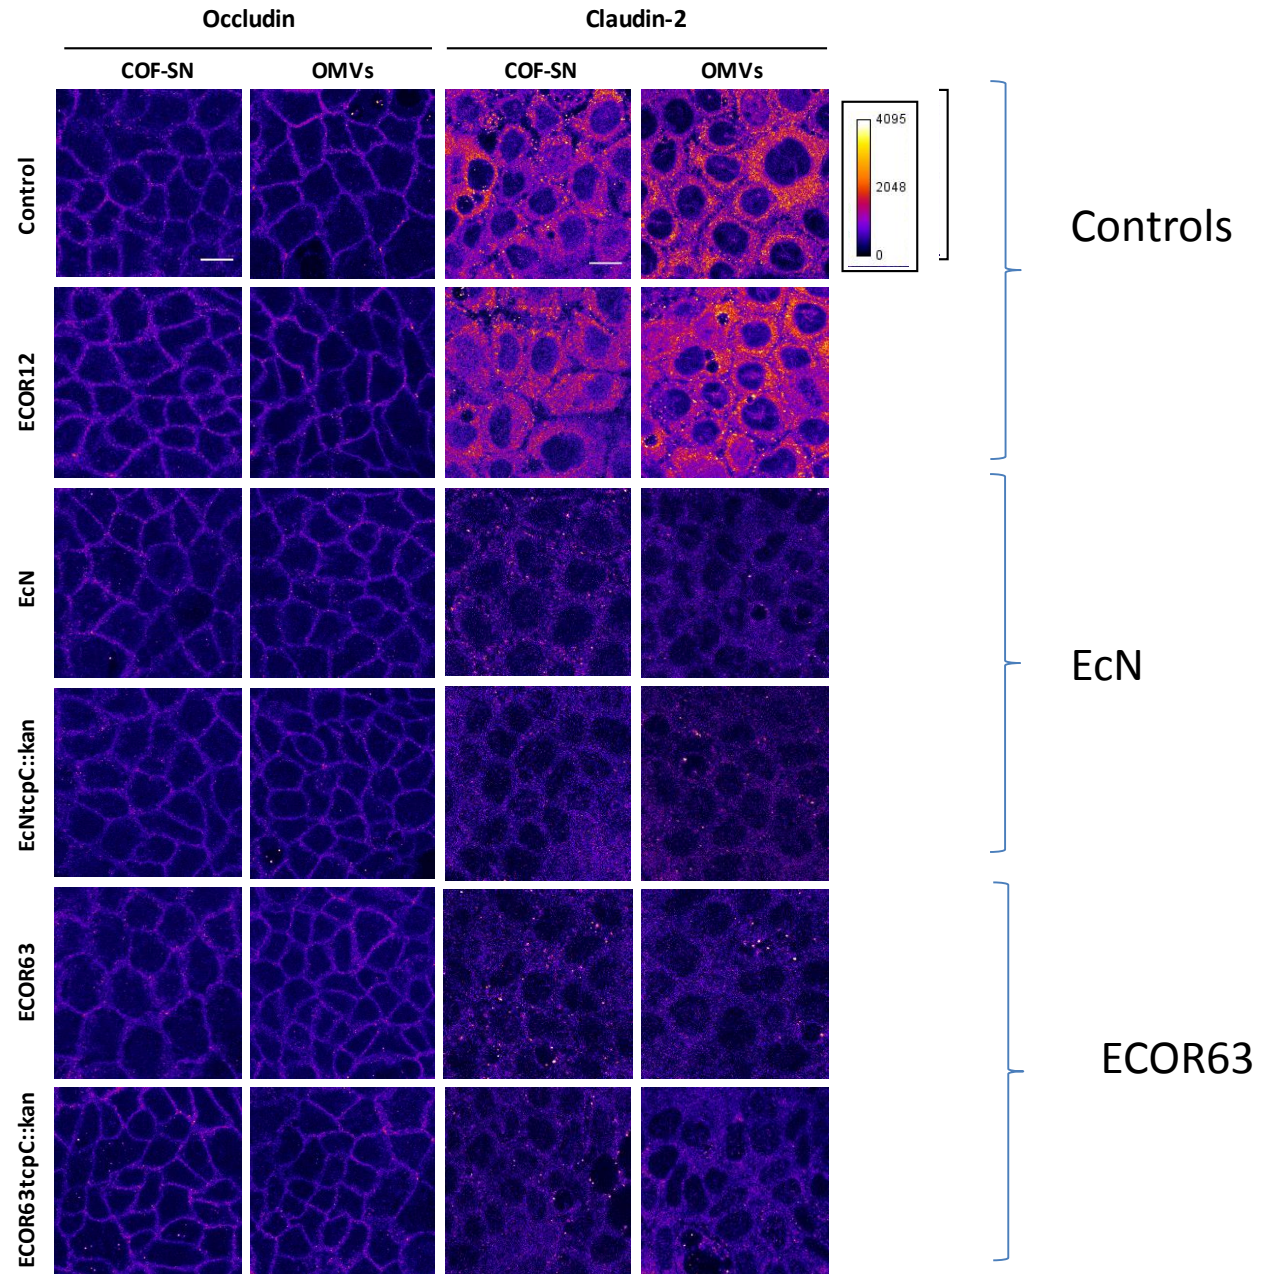 Occludin Claudin-2
COF-SN OMVs COF-SN OMVs
Control
4095
2048
0
Controls
ECOR12
EcN
EcN
EcNtcpC::kan
ECOR63
ECOR63
ECOR63tcpC::kan